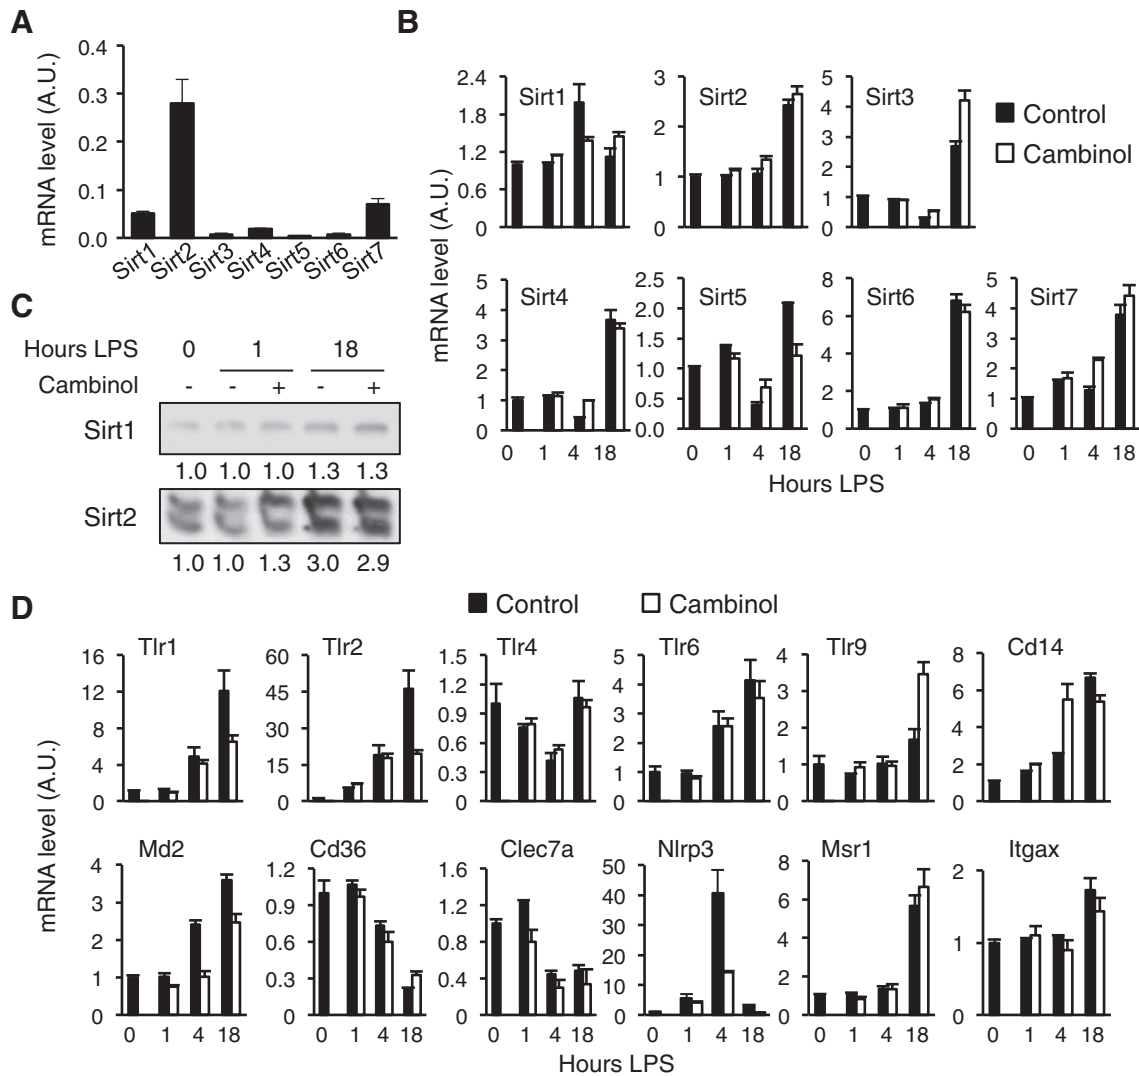 A
mRNA level (A.U.)
0.4
0.3
0.2
0.1
0.0
Sirt1 Sirt2 Sirt3 Sirt4 Sirt5 Sirt6 Sirt7
B
mRNA level (A.U.)
Sirt1
2.4
1.8
1.2
0.6
0
Sirt2
3
2
1
0
Sirt3
5
4
3
2
1
0
Control
Cambinol
Sirt4
5
4
3
2
1
0
Sirt5
2.5
2.0
1.5
1.0
0.5
0.0
Sirt6
8
6
4
2
0
Sirt7
5
4
3
2
1
0
0 1 4 18 0 1 4 18 0 1 4 18 0 1 4 18
Hours LPS
C
Hours LPS 0 1 18
Cambinol - - + - +
Sirt1
1.0 1.0 1.0 1.3 1.3
Sirt2
1.0 1.0 1.3 3.0 2.9
D
Control Cambinol
mRNA level (A.U.)
Tlr1
16
12
8
4
0
Tlr2
60
45
30
15
0
Tlr4
1.5
1.2
0.9
0.6
0.3
0
Tlr6
5
4
3
2
1
0
Tlr9
4
3
2
1
0
Cd14
8
6
4
2
0
Md2
4
3
2
1
0
Cd36
1.2
0.9
0.6
0.3
0
Clec7a
1.6
1.2
0.8
0.4
0
Nlrp3
50
40
30
20
10
0
Msr1
8
6
4
2
0
Itgax
2
1
0
0 1 4 18 0 1 4 18 0 1 4 18 0 1 4 18 0 1 4 18 0 1 4 18
Hours LPS